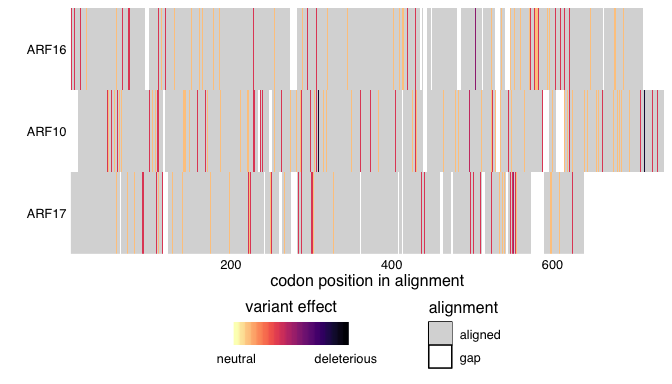 ARF16
ARF10
ARF17
200 400 600
codon position in alignment
variant effect
neutral deleterious
alignment
aligned
gap